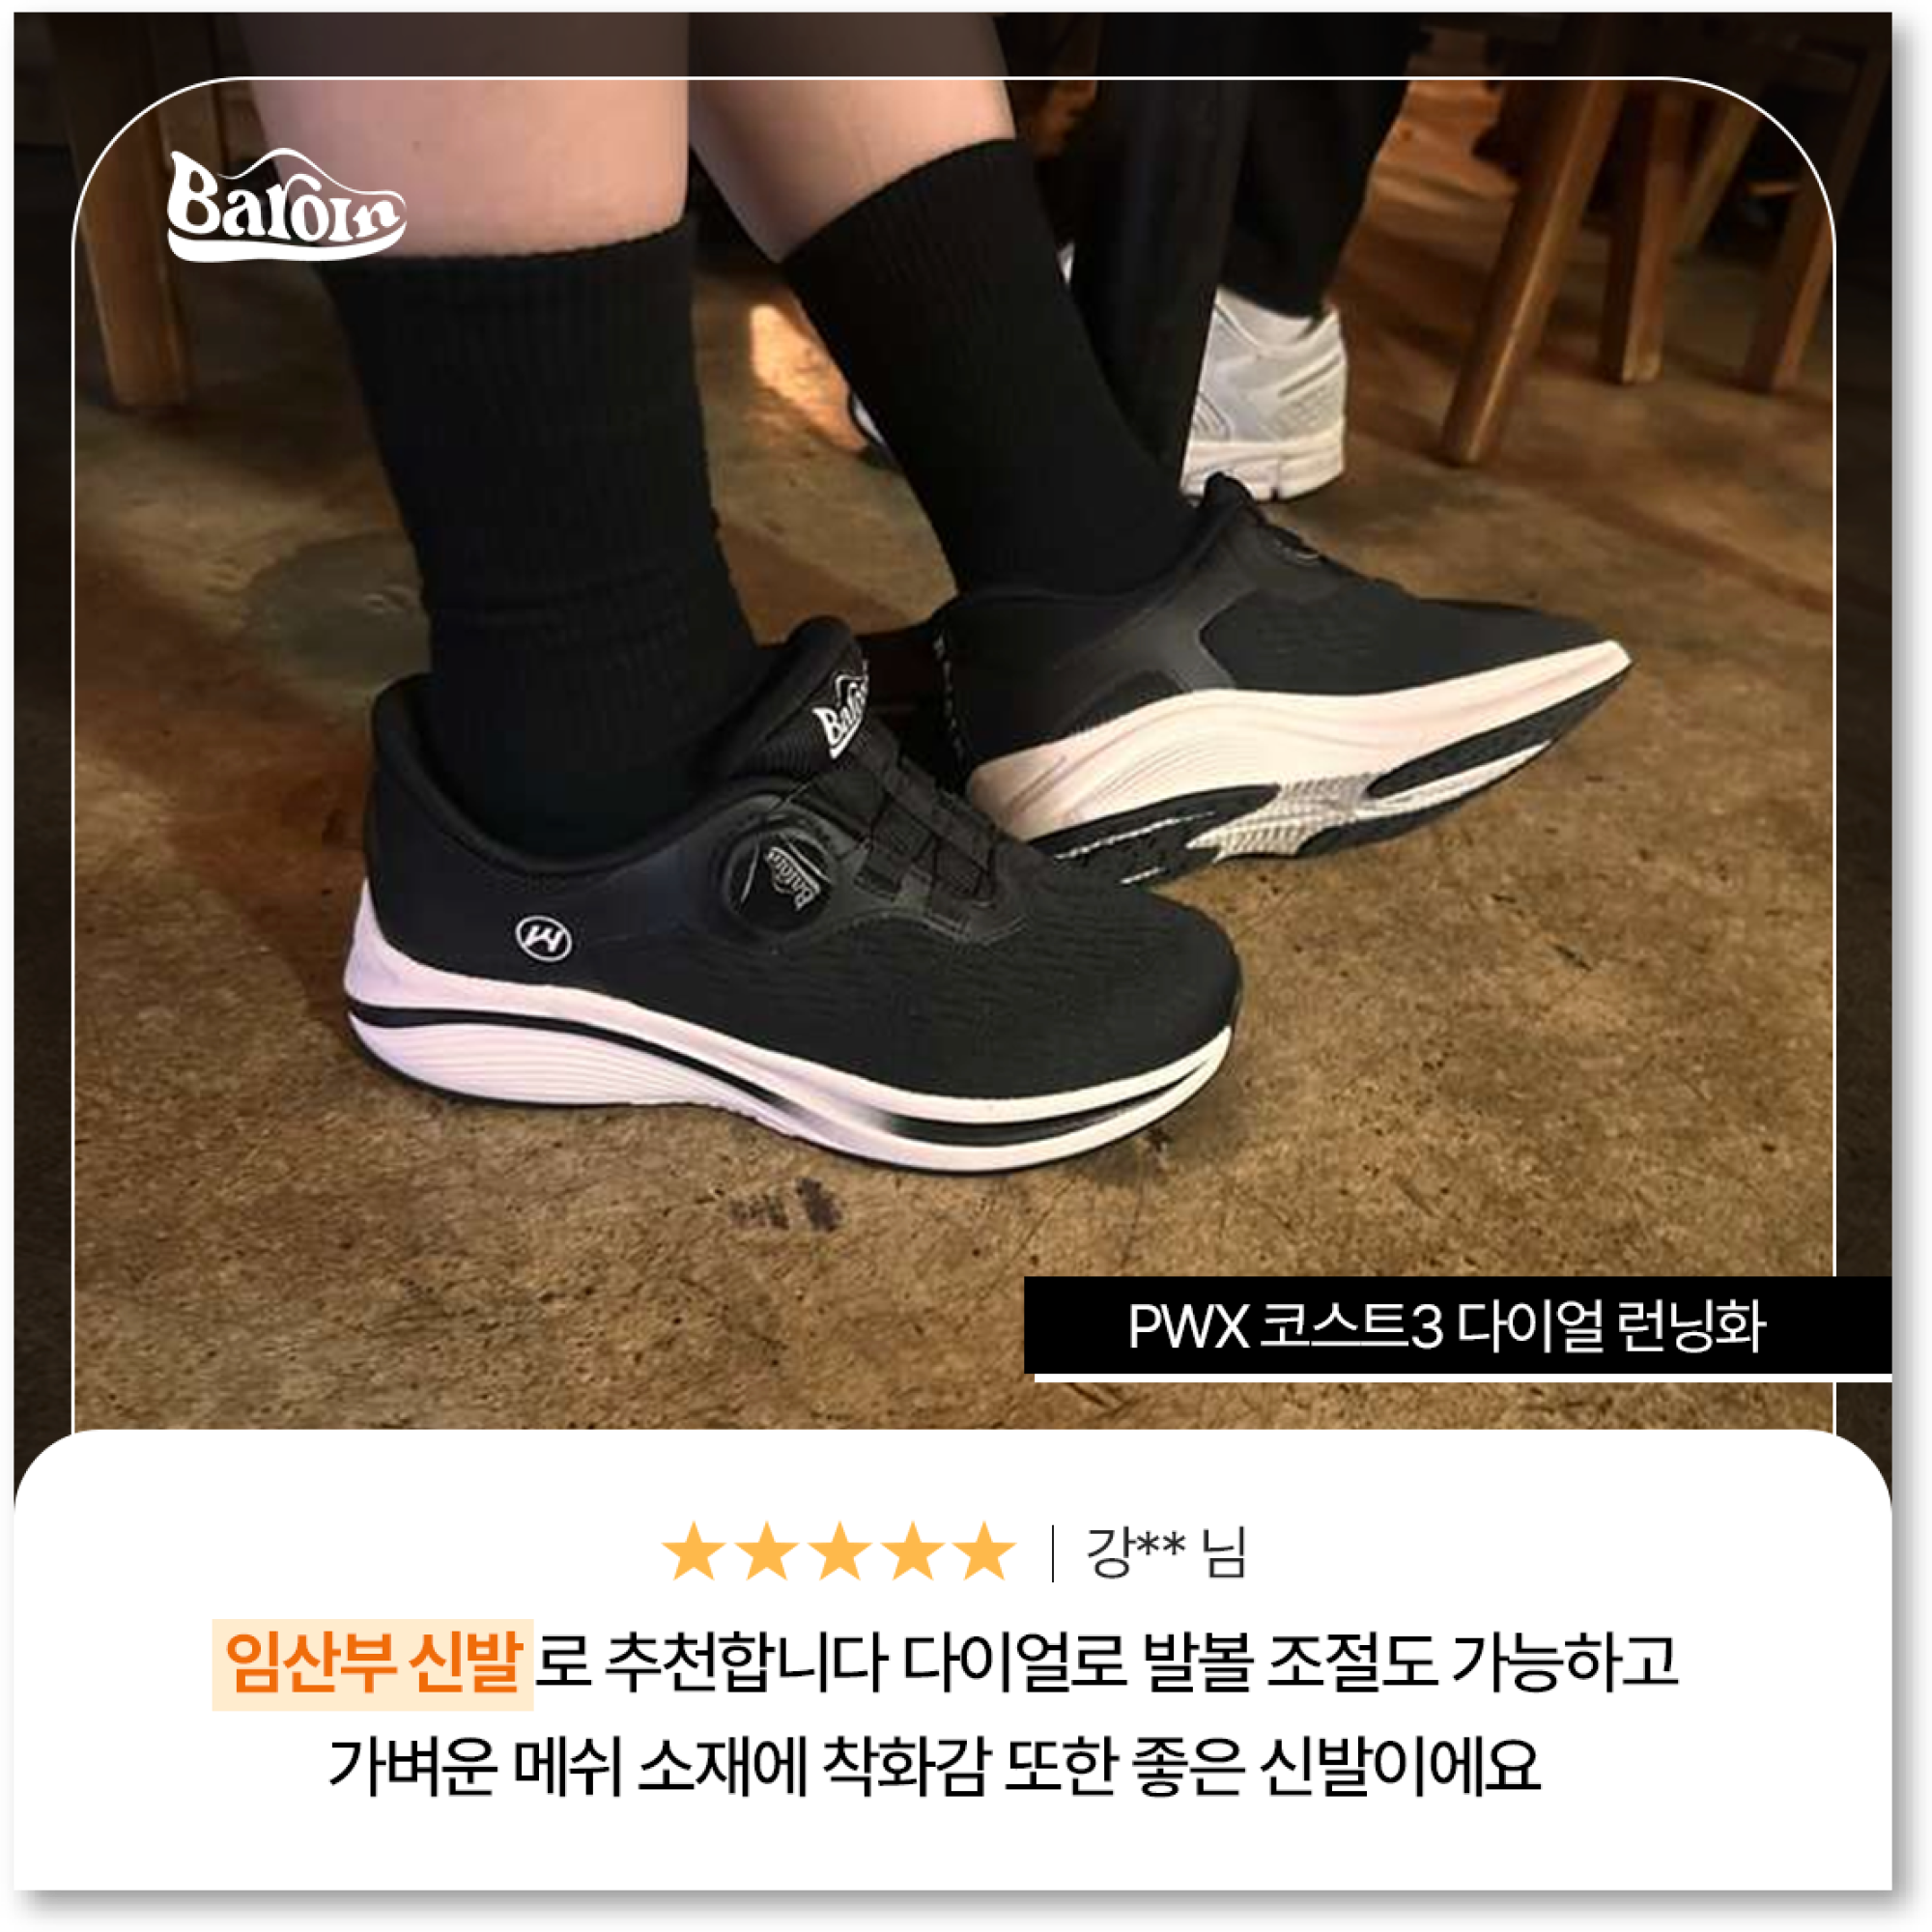 Baroin
Baroin
PWX 코스트3 다이얼 런닝화
★★★★★ | 강** 님
임산부 신발로 추천합니다 다이얼로 발볼 조절도 가능하고
가벼운 메쉬 소재에 착화감 또한 좋은 신발이에요